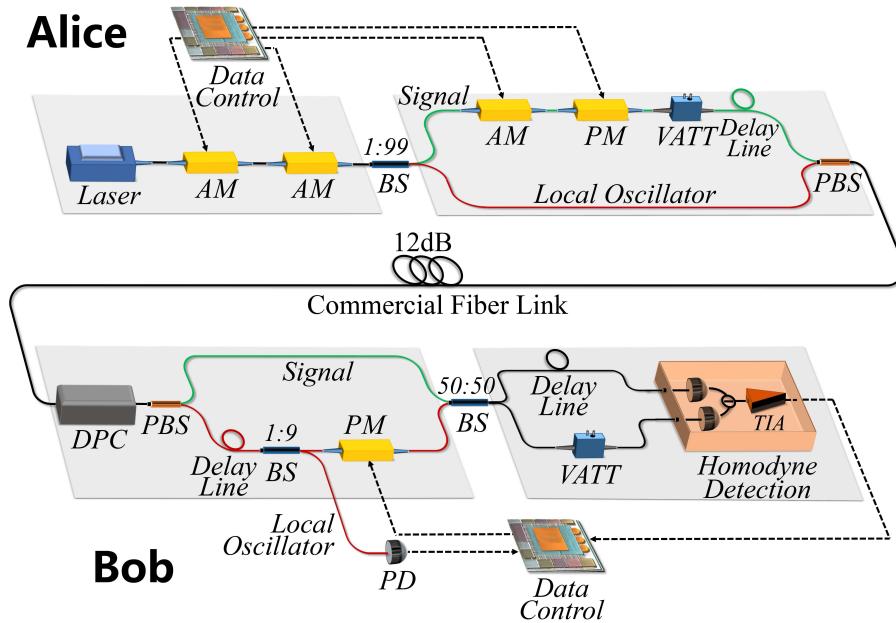 Alice
Data
Control
Laser
AM
AM
1:99
BS
Signal
AM
PM
VATT
Delay
Line
Local Oscillator
PBS
12dB
Commercial Fiber Link
DPC
PBS
Signal
Delay
Line
1:9
BS
PM
50:50
BS
Delay
Line
VATT
TIA
Homodyne
Detection
Local
Oscillator
PD
Data
Control
Bob